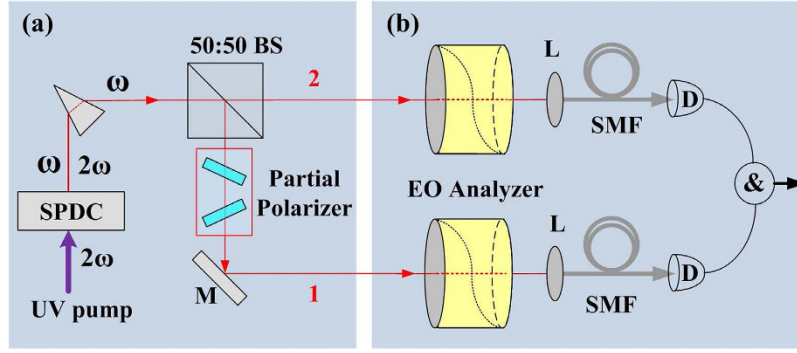 (a)
50:50 BS
ω
2
ω
2ω
SPDC
2ω
UV pump
Partial
Polarizer
M
1
(b)
L
SMF
D
EO Analyzer
&
L
SMF
D